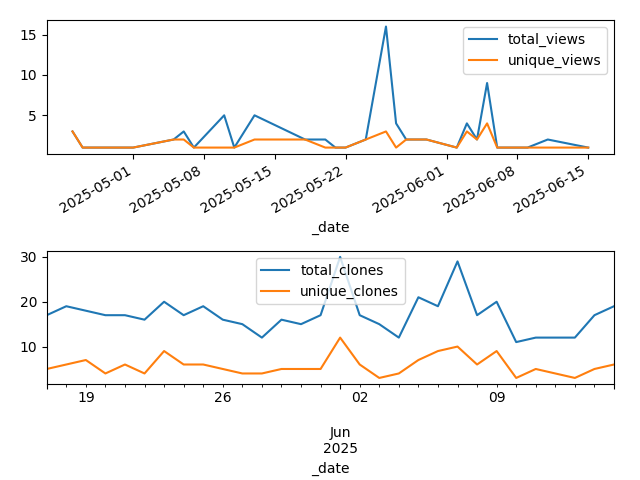 15
10
5
total_views
unique_views
2025-05-01
2025-05-08
2025-05-15
2025-05-22
2025-06-01
2025-06-08
2025-06-15
_date
30
20
10
total_clones
unique_clones
19
26
02
09
Jun
2025
_date